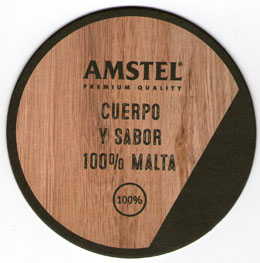 AMSTEL®
PREMIUM QUALITY
CUERPO
Y SABOR
100% MALTA
100%